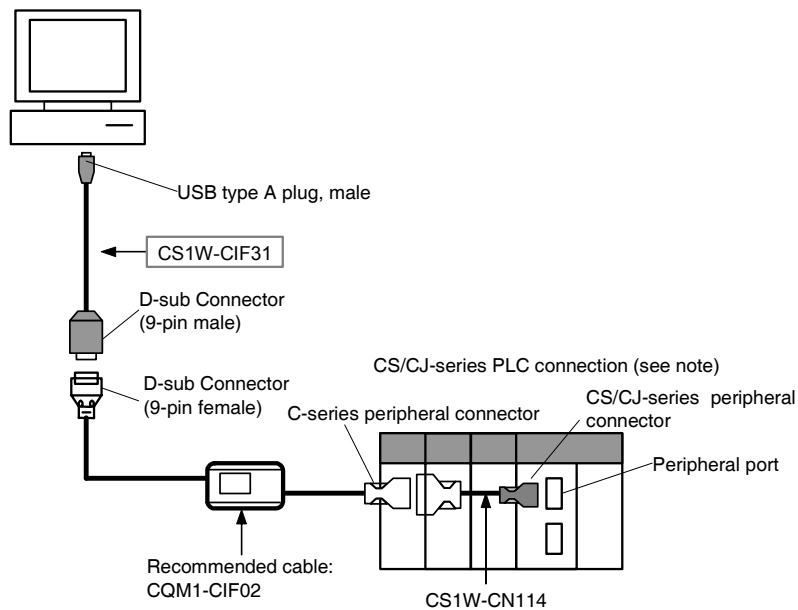 USB type A plug, male
CS1W-CIF31
D-sub Connector
(9-pin male)
D-sub Connector
(9-pin female)
CS/CJ-series PLC connection (see note)
C-series peripheral connector
CS/CJ-series peripheral
connector
Peripheral port
Recommended cable:
CQM1-CIF02
CS1W-CN114